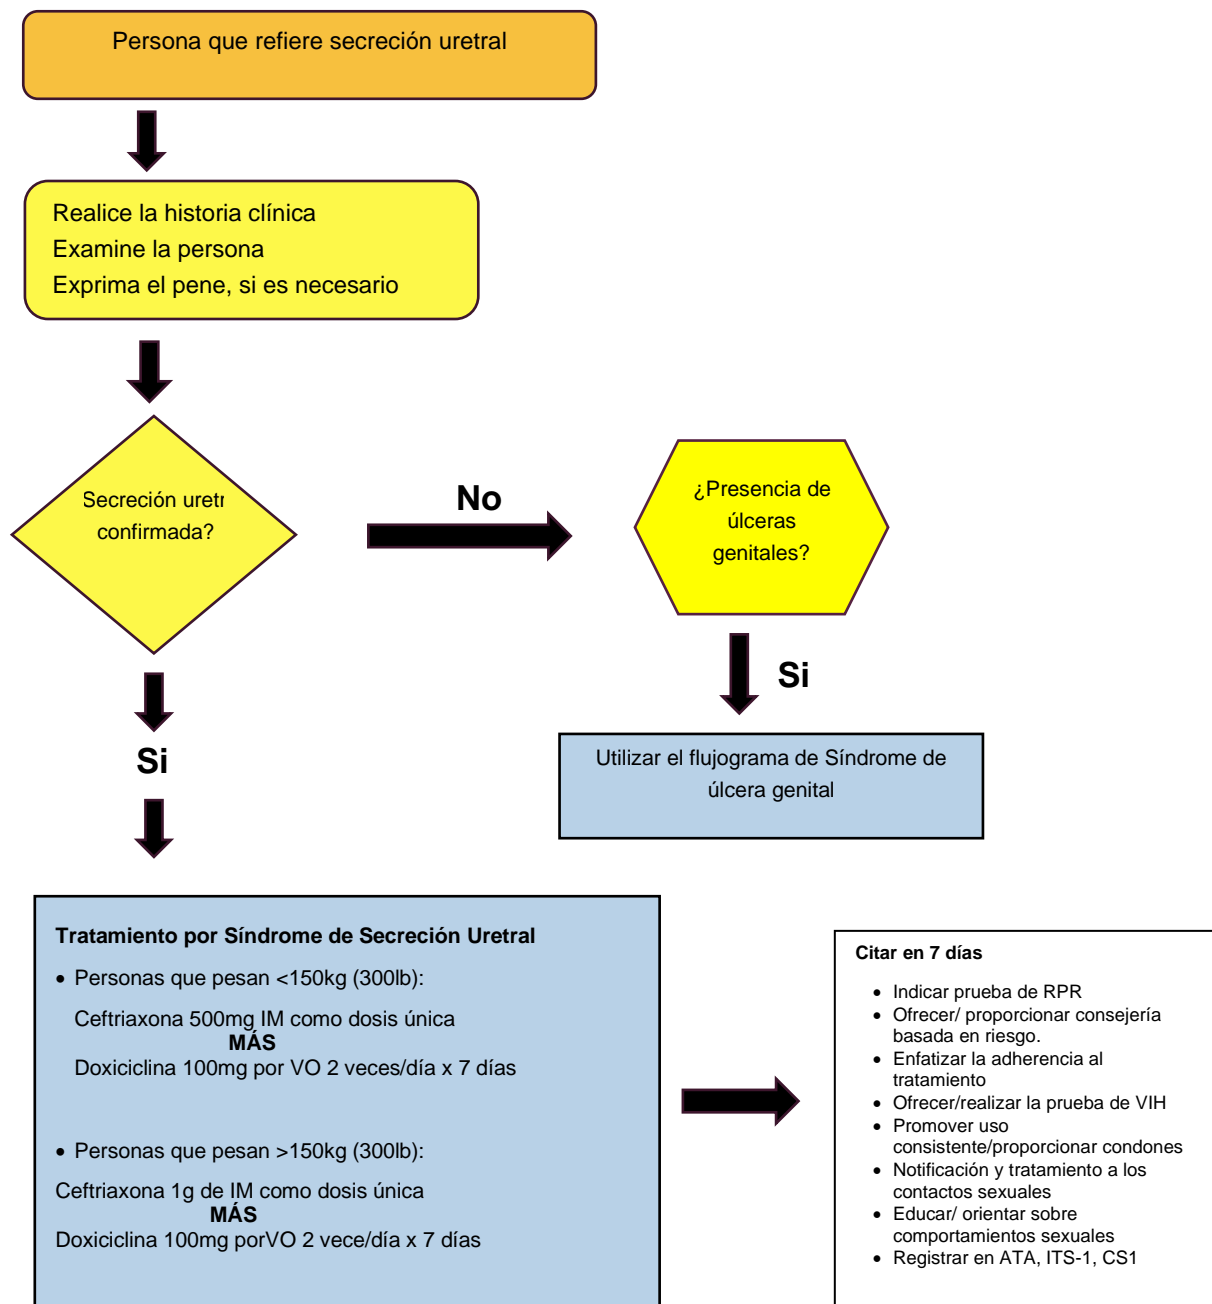 Persona que refiere secreción uretral
Realice la historia clínica
Examine la persona
Exprima el pene, si es necesario
Secreción uretr
confirmada?
No
¿Presencia de
úlceras
genitales?
Si
Si
Utilizar el flujograma de Síndrome de
úlcera genital
Tratamiento por Síndrome de Secreción Uretral
• Personas que pesan <150kg (300lb):
Ceftriaxona 500mg IM como dosis única
MÁS
Doxiciclina 100mg por VO 2 veces/día x 7 días
• Personas que pesan >150kg (300lb):
Ceftriaxona 1g de IM como dosis única
MÁS
Doxiciclina 100mg porVO 2 vece/día x 7 días
Citar en 7 días
• Indicar prueba de RPR
• Ofrecer/ proporcionar consejería
basada en riesgo.
• Enfatizar la adherencia al
tratamiento
• Ofrecer/realizar la prueba de VIH
• Promover uso
consistente/proporcionar condones
• Notificación y tratamiento a los
contactos sexuales
• Educar/ orientar sobre
comportamientos sexuales
• Registrar en ATA, ITS-1, CS1